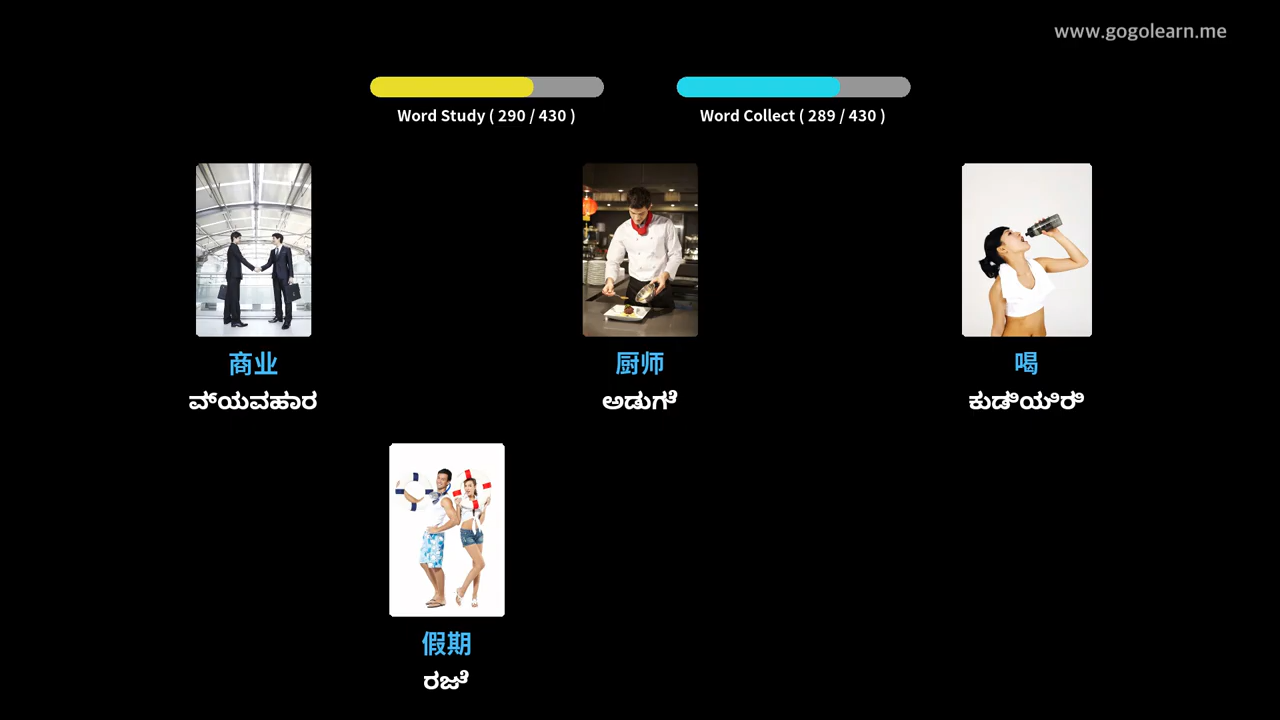 www.gogolearn.me
Word Study ( 290 / 430 )
Word Collect ( 289 / 430 )
商业
ವ್ಯವಹಾರ
厨师
ಅಡುಗೆ
喝
ಕುಡಿಯಿರಿ
假期
ರಜೆ